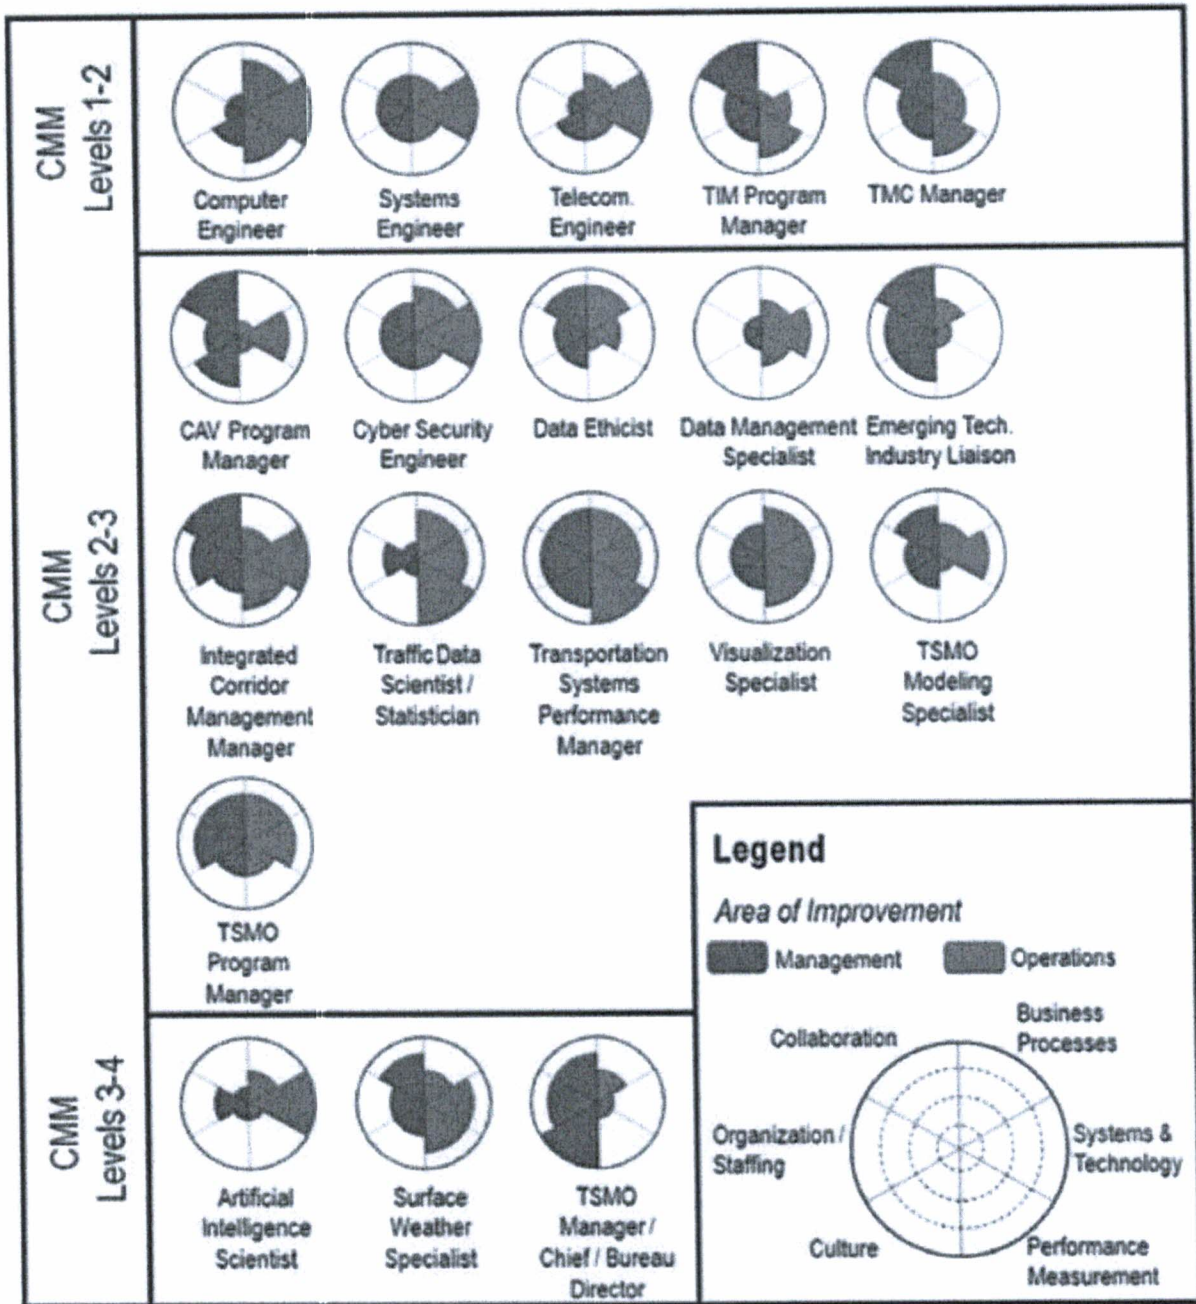 CMM
Levels 1-2
Computer
Engineer
Systems
Engineer
Telecom.
Engineer
TIM Program
Manager
TMC Manager
CMM
Levels 2-3
CAV Program
Manager
Cyber Security
Engineer
Data Ethicist
Data Management
Specialist
Emerging Tech.
Industry Liaison
Integrated
Corridor
Management
Manager
Traffic Data
Scientist /
Statistician
Transportation
Systems
Performance
Manager
Visualization
Specialist
TSMO
Modeling
Specialist
TSMO
Program
Manager
CMM
Levels 3-4
Artificial
Intelligence
Scientist
Surface
Weather
Specialist
TSMO
Manager /
Chief / Bureau
Director
Legend
Area of Improvement
Management
Operations
Collaboration
Business
Processes
Organization /
Staffing
Systems &
Technology
Culture
Performance
Measurement